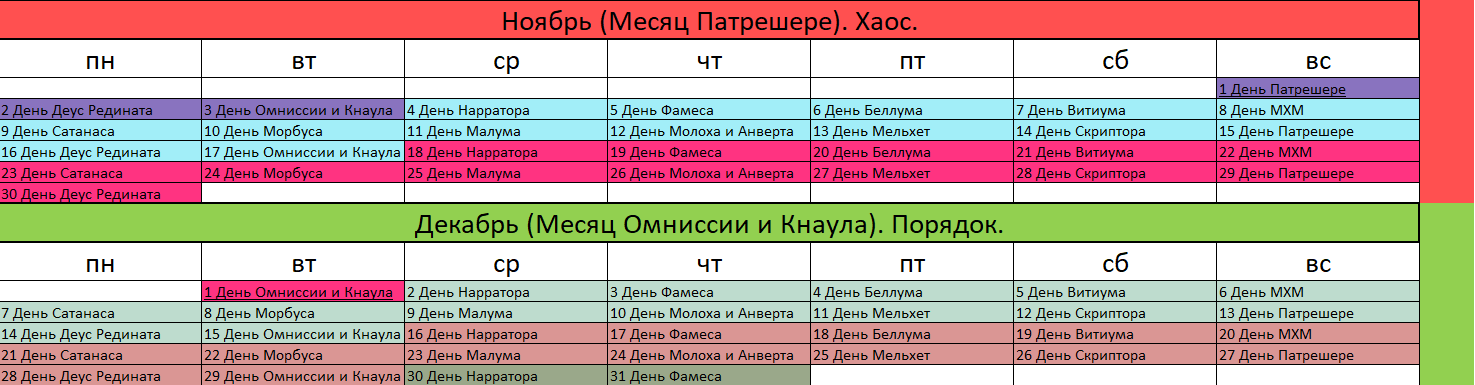 Ноябрь (Месяц Патрешере). Хаос.
пн вт ср чт пт сб вс
1 День Патрешере
2 День Деус Редината 3 День Омниссии и Кнаула 4 День Нарратора 5 День Фамеса 6 День Беллума 7 День Витиума 8 День МХМ
9 День Сатанаса 10 День Морбуса 11 День Малума 12 День Молоха и Анверта 13 День Мельхет 14 День Скриптора 15 День Патрешере
16 День Деус Редината 17 День Омниссии и Кнаула 18 День Нарратора 19 День Фамеса 20 День Беллума 21 День Витиума 22 День МХМ
23 День Сатанаса 24 День Морбуса 25 День Малума 26 День Молоха и Анверта 27 День Мельхет 28 День Скриптора 29 День Патрешере
30 День Деус Редината
Декабрь (Месяц Омниссии и Кнаула). Порядок.
пн вт ср чт пт сб вс
1 День Омниссии и Кнаула 2 День Нарратора 3 День Фамеса 4 День Беллума 5 День Витиума 6 День МХМ
7 День Сатанаса 8 День Морбуса 9 День Малума 10 День Молоха и Анверта 11 День Мельхет 12 День Скриптора 13 День Патрешере
14 День Деус Редината 15 День Омниссии и Кнаула 16 День Нарратора 17 День Фамеса 18 День Беллума 19 День Витиума 20 День МХМ
21 День Сатанаса 22 День Морбуса 23 День Малума 24 День Молоха и Анверта 25 День Мельхет 26 День Скриптора 27 День Патрешере
28 День Деус Редината 29 День Омниссии и Кнаула 30 День Нарратора 31 День Фамеса